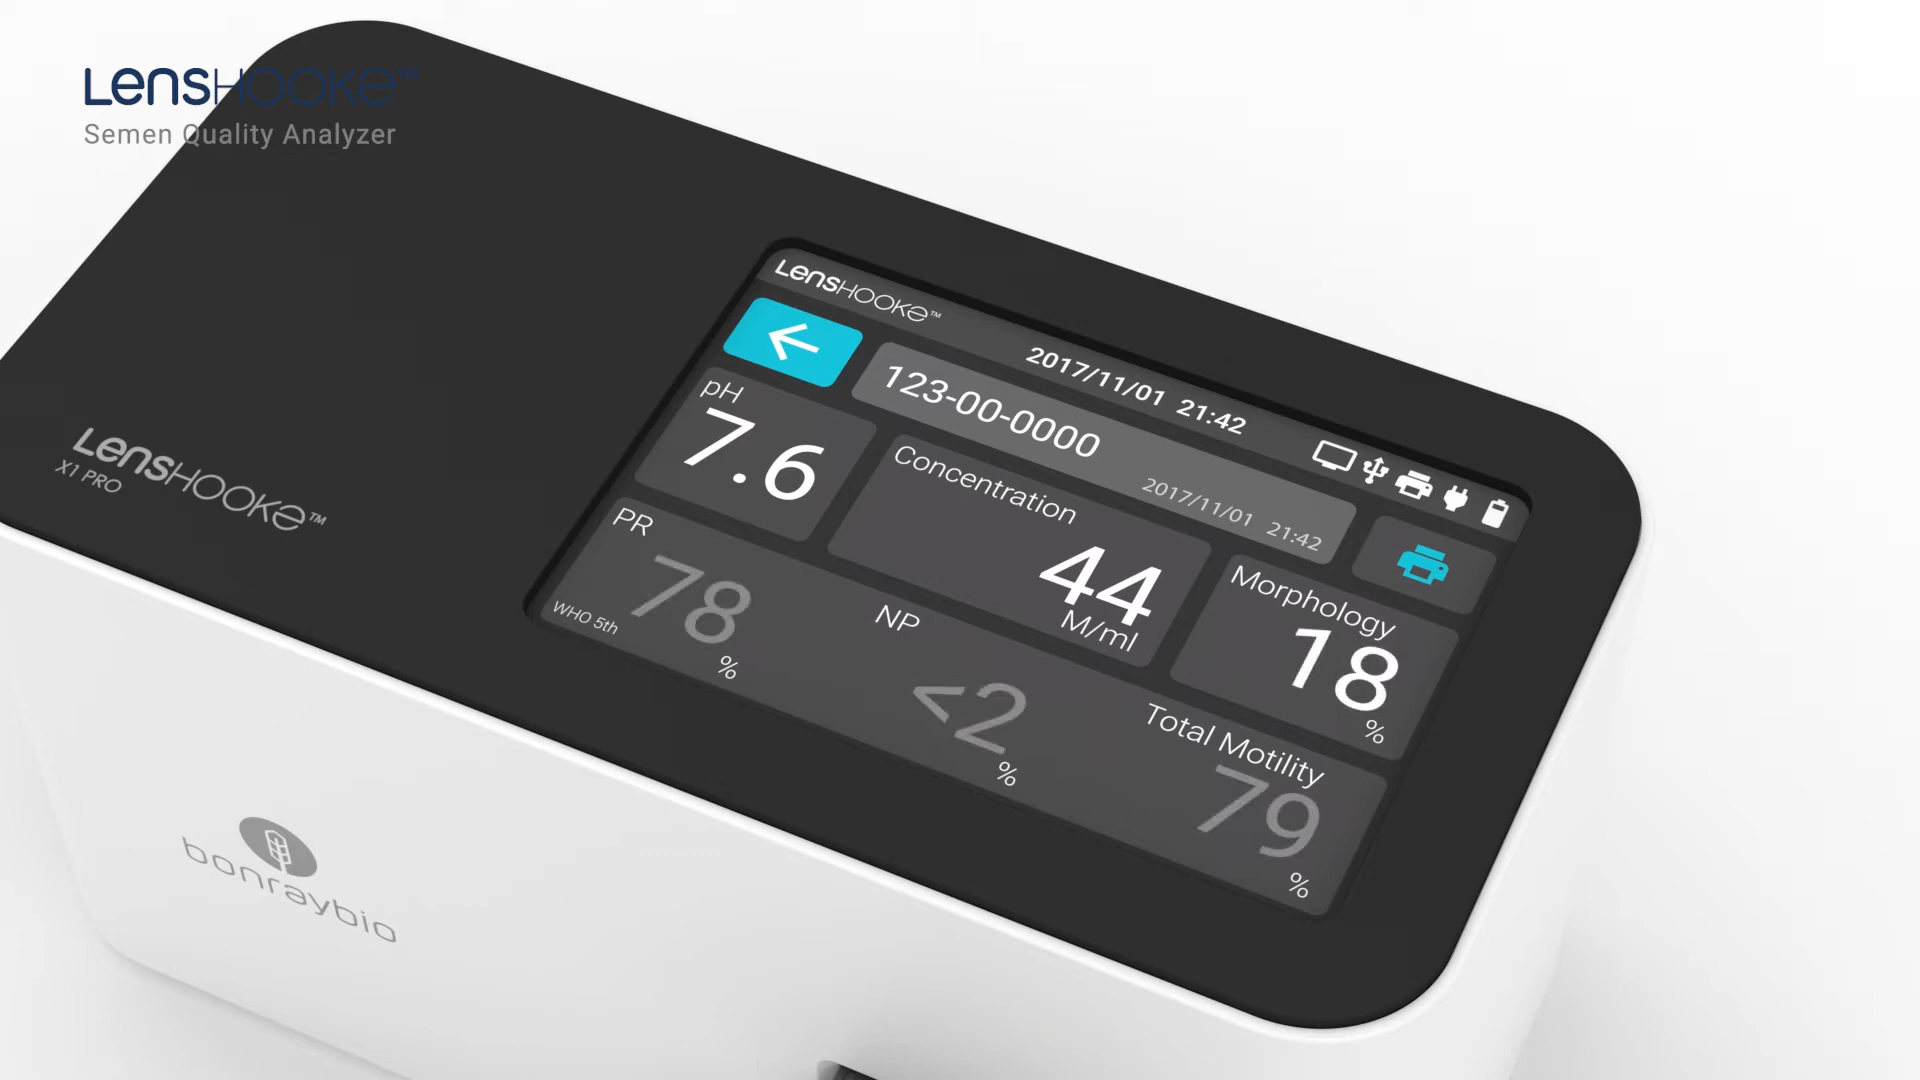 LensHOOKE™
Semen Quality Analyzer
LensHOOKE™
2017/11/01 21:42
123-00-0000
2017/11/01 21:42
pH
7.6
Concentration
44
M/ml
Morphology
18
%
PR
78
%
WHO 5th
NP
<2
%
Total Motility
79
%
LensHOOKE™
X1 PRO
bonraybio